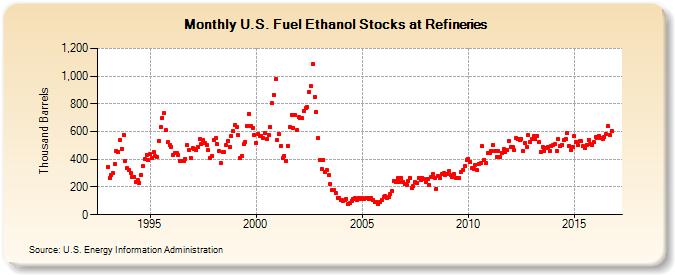 Monthly U.S. Fuel Ethanol Stocks at Refineries
Thousand Barrels
1,200
1,000
800
600
400
200
0
1995 2000 2005 2010 2015
Source: U.S. Energy Information Administration